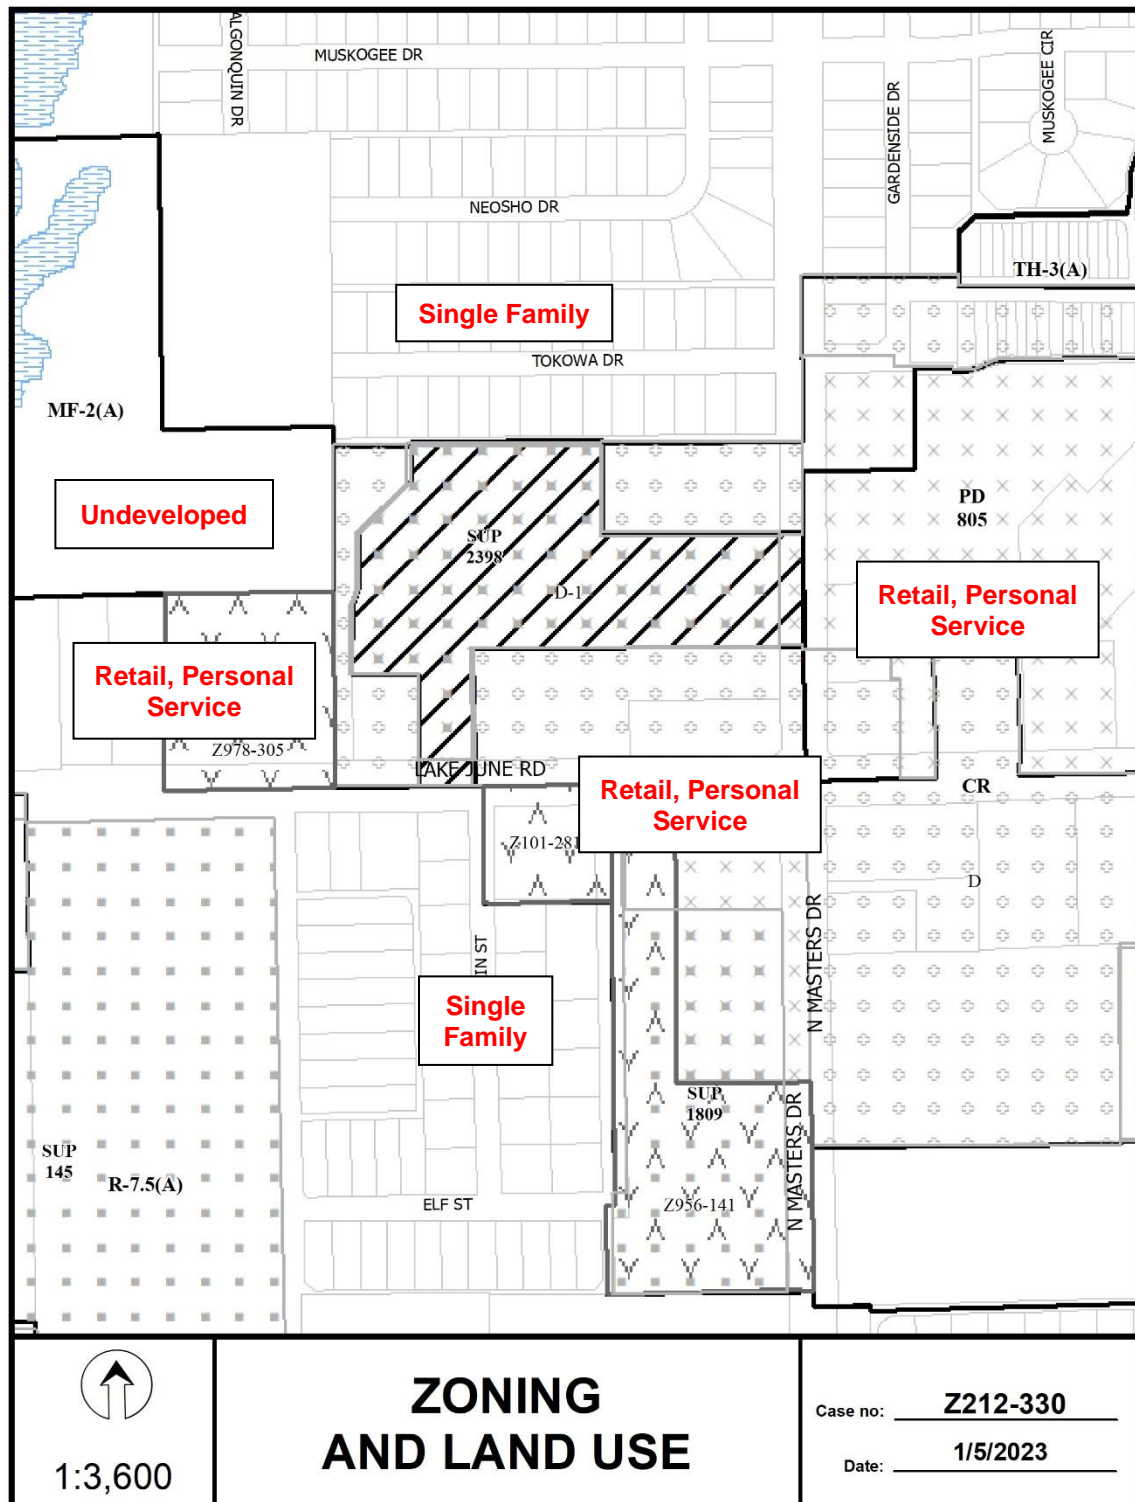 ALGONQUIN DR
MUSKOGEE DR
MUSKOGEE CIR
GARDENSIDE DR
NEOSHO DR
TH-3(A)
Single Family
TOKOWA DR
MF-2(A)
Undeveloped
SUP
2398
PD
805
D-1
Retail, Personal
Service
Retail, Personal
Service
Z978-305
LAKE JUNE RD
Retail, Personal
Service
CR
Z101-281
D
N MASTERS DR
IN ST
Single
Family
SUP
1809
N MASTERS DR
SUP
145
R-7.5(A)
ELF ST
Z956-141
1:3,600
ZONING
AND LAND USE
Case no: Z212-330
Date: 1/5/2023